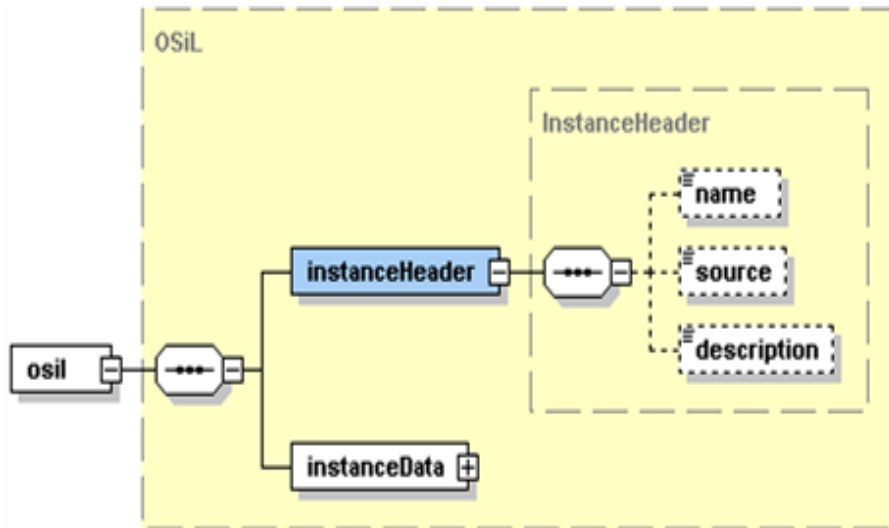 OSiL
InstanceHeader
name
instanceHeader
source
description
osil
instanceData